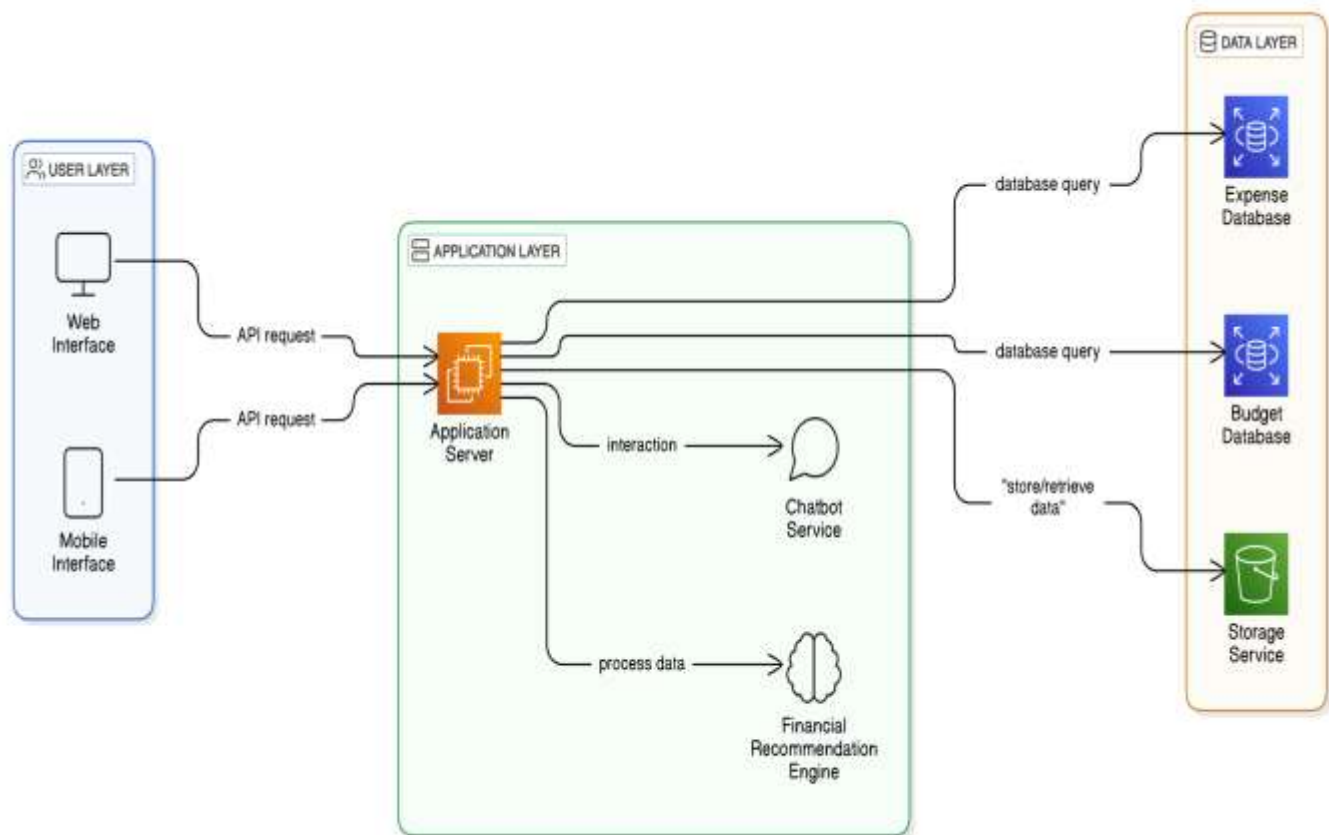 USER LAYER
Web
Interface
Mobile
Interface
API request
API request
APPLICATION LAYER
Application
Server
interaction
Chatbot
Service
process data
Financial
Recommendation
Engine
database query
database query
"store/retrieve
data"
DATA LAYER
Expense
Database
Budget
Database
Storage
Service